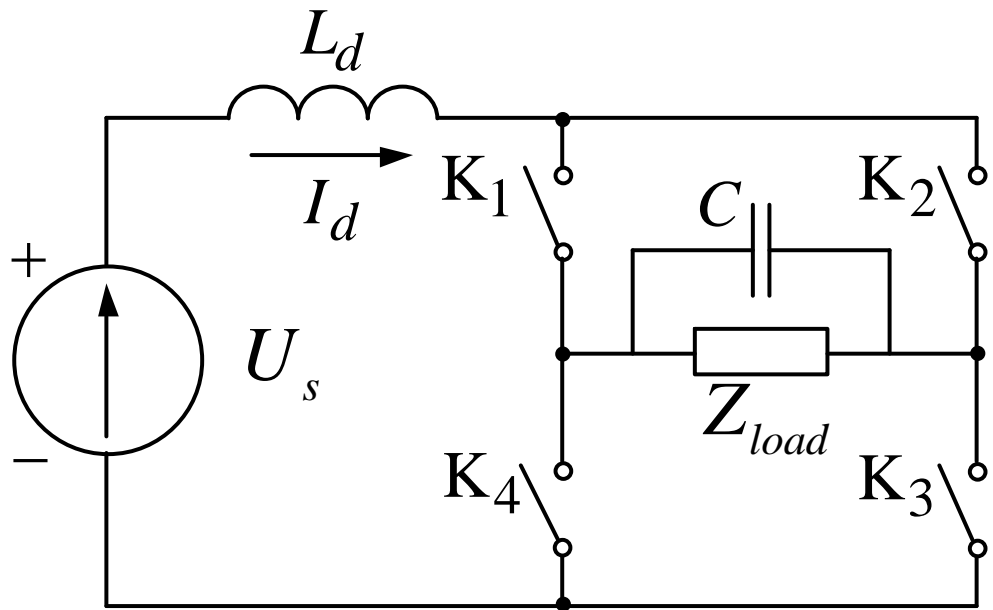 L_d
I_d
K_1
K_2
C
+
U_s
Z_load
−
K_4
K_3